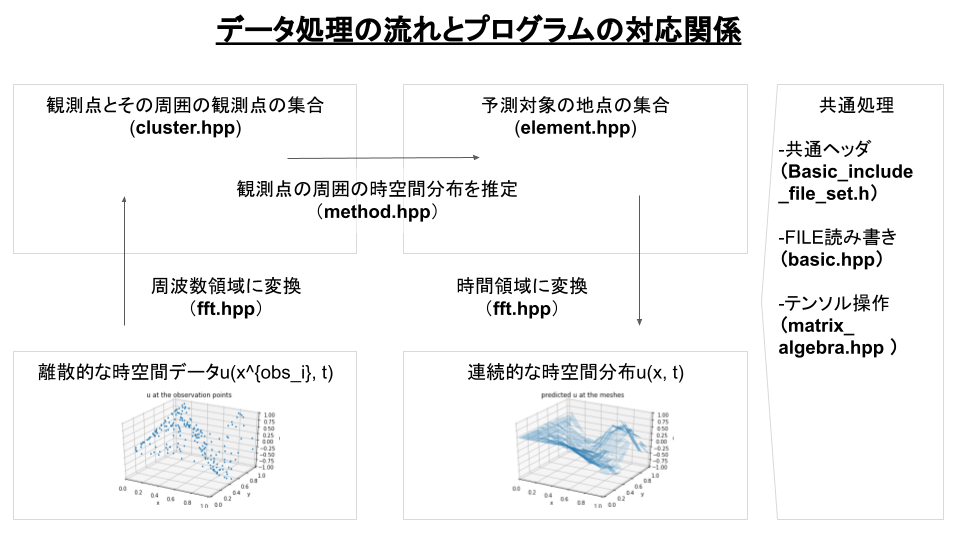 データ処理の流れとプログラムの対応関係
観測点とその周囲の観測点の集合
(cluster.hpp)
予測対象の地点の集合
(element.hpp)
観測点の周囲の時空間分布を推定
（method.hpp）
周波数領域に変換
（fft.hpp）
時間領域に変換
（fft.hpp）
離散的な時空間データu(x^{obs_i}, t)
u at the observation points
1.00
0.75
0.50
0.25
0.00
−0.25
−0.50
−0.75
−1.00
0.0
0.2
0.4
0.6
0.8
1.0
x
0.0
0.2
0.4
0.6
0.8
1.0
y
連続的な時空間分布u(x, t)
predicted u at the meshes
1.00
0.75
0.50
0.25
0.00
−0.25
−0.50
−0.75
−1.00
0.0
0.2
0.4
0.6
0.8
1.0
x
0.0
0.2
0.4
0.6
0.8
1.0
y
共通処理
-共通ヘッダ
（Basic_include
_file_set.h）
-FILE読み書き
（basic.hpp）
-テンソル操作
（matrix_
algebra.hpp ）